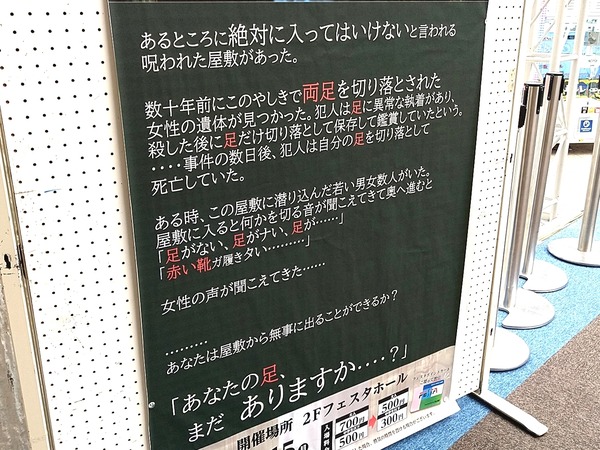 あるところに絶対に入ってはいけないと言われる
呪われた屋敷があった。
数十年前にこのやしきで両足を切り落とされた
女性の遺体が見つかった。犯人は足に異常な執着があり、
殺した後に足だけ切り落として保存して鑑賞していたという。
‥‥事件の数日後、犯人は自分の足を切り落として
死亡していた。
ある時、この屋敷に潜り込んだ若い男女数人がいた。
屋敷に入ると何かを切る音が聞こえてきて奥へ進むと
「足がない、足がナい、足が……」
「赤い靴ガ履きタい………」
女性の声が聞こえてきた……
………
あなたは屋敷から無事に出ることができるか？
「あなたの足、
まだ ありますか‥‥？」
開催場所 2Fフェスタホール
700円
500円
500円
300円